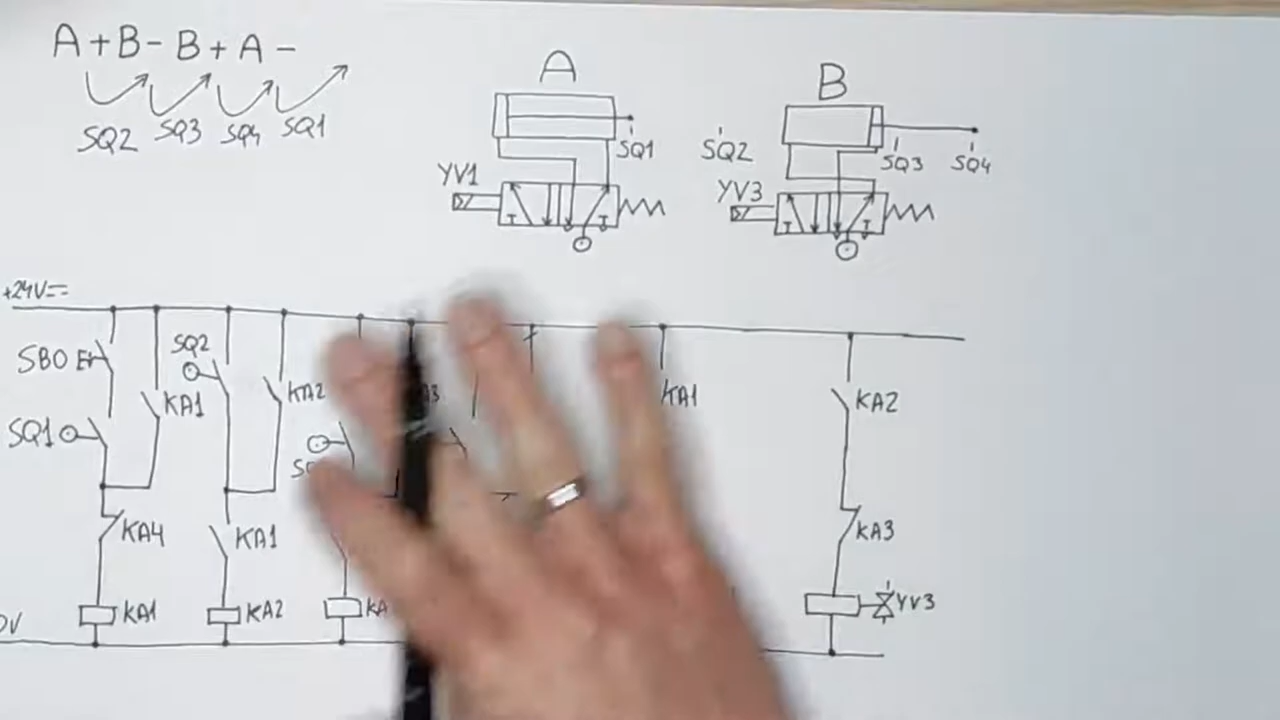 A+B-B+A-
SQ2 SQ3 SQ4 SQ1
A
B
SQ1
SQ2
SQ3
SQ4
YV1
YV3
+24V
SB0
SQ2
KA2
KA1
KA1
KA2
SQ1
KA4
KA1
KA3
KA1
KA2
YV3
0V